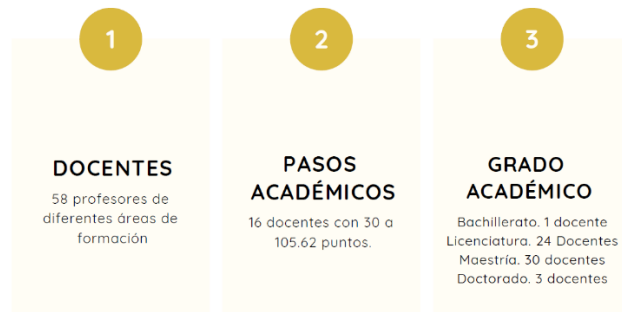 1
DOCENTES
58 profesores de
diferentes áreas de
formación
2
PASOS
ACADÉMICOS
16 docentes con 30 a
105.62 puntos.
3
GRADO
ACADÉMICO
Bachillerato. 1 docente
Licenciatura. 24 Docentes
Maestría. 30 docentes
Doctorado. 3 docentes